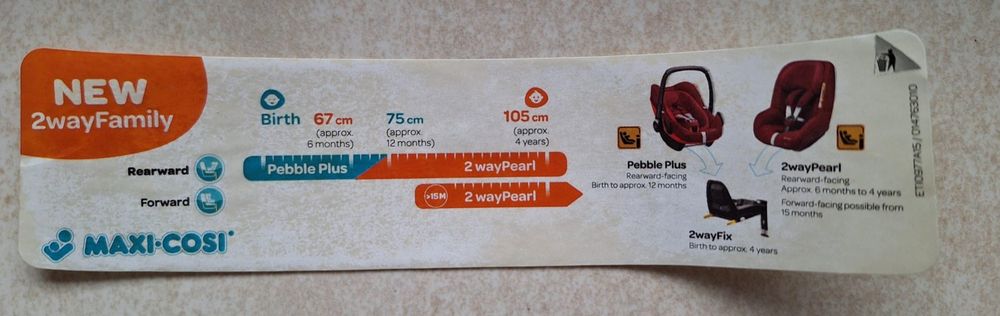 NEW
2wayFamily
Birth
67 cm
(approx.
6 months)
75 cm
(approx.
12 months)
105 cm
(approx.
4 years)
Rearward
Pebble Plus
2 wayPearl
Forward
>15M
2 wayPearl
MAXI-COSI
Pebble Plus
Rearward-facing
Birth to approx. 12 months
2wayPearl
Rearward-facing
Approx. 6 months to 4 years
Forward-facing possible from
15 months
2wayFix
Birth to approx. 4 years
ET10977A15 / 014763010